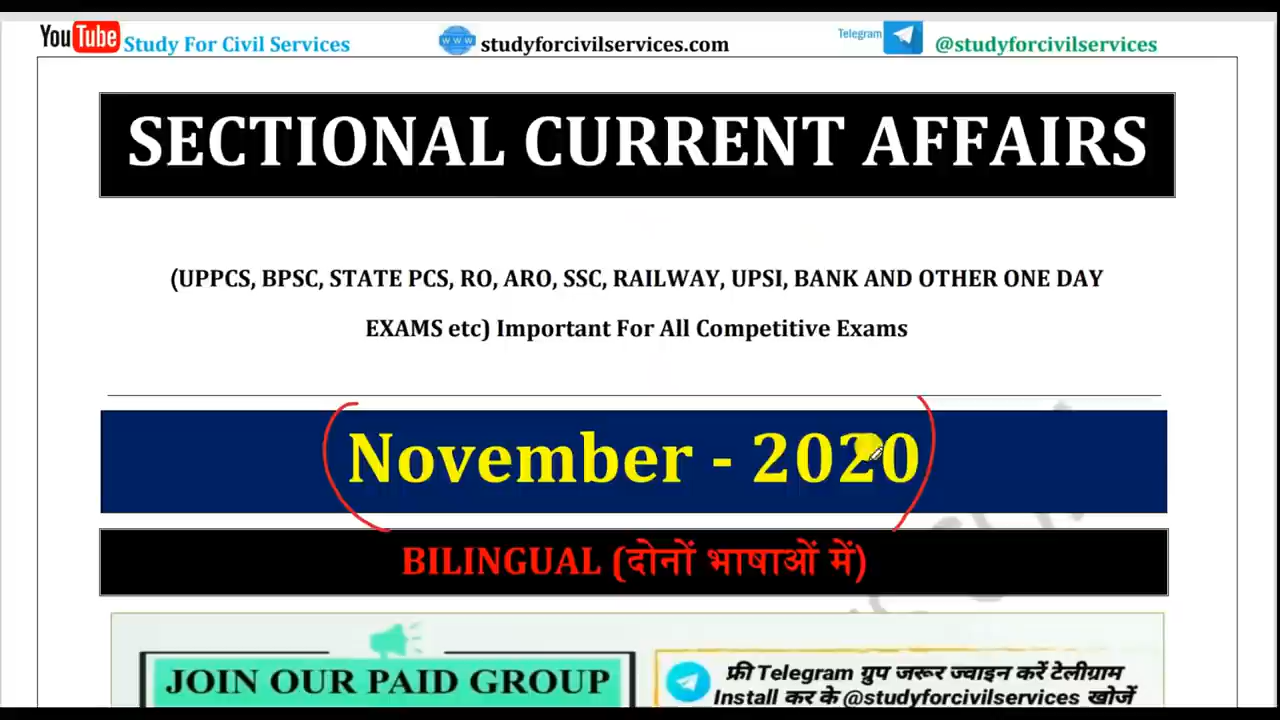 YouTube Study For Civil Services www studyforcivilservices.com Telegram @studyforcivilservices
SECTIONAL CURRENT AFFAIRS
(UPPCS, BPSC, STATE PCS, RO, ARO, SSC, RAILWAY, UPSI, BANK AND OTHER ONE DAY
EXAMS etc) Important For All Competitive Exams
November - 2020
BILINGUAL (दोनों भाषाओं में)
JOIN OUR PAID GROUP
फ्री Telegram ग्रुप जरूर ज्वाइन करें टेलीग्राम
Install कर के @studyforcivilservices खोजें